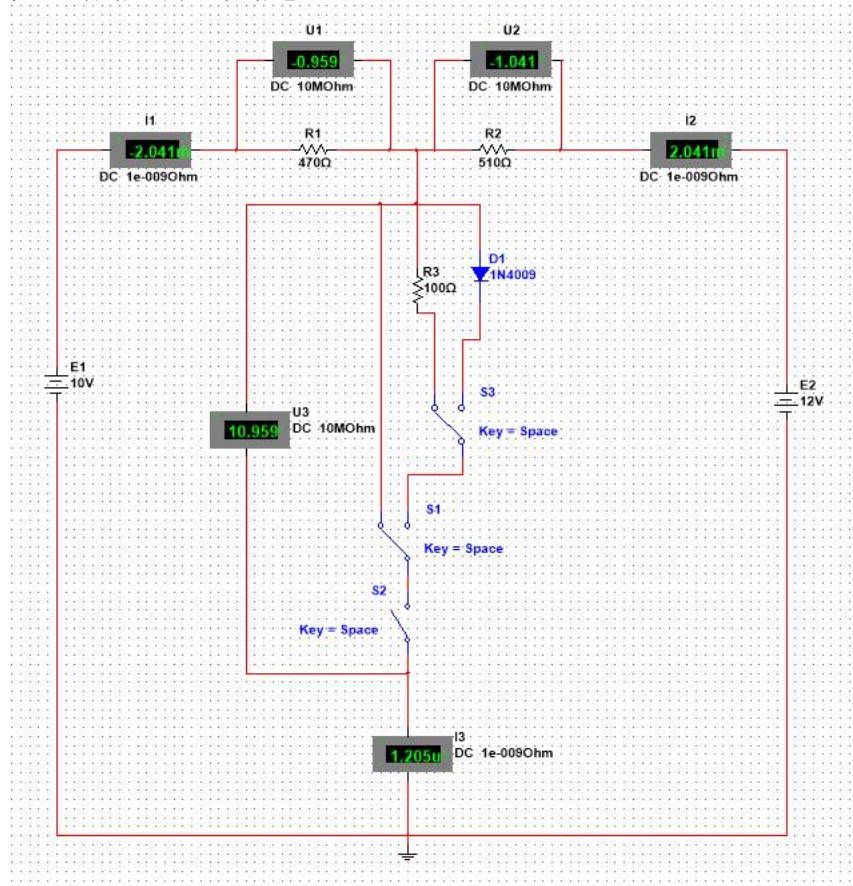 U1
-0.959
DC 10MOhm
U2
-1.041
DC 10MOhm
I1
-2.041m
DC 1e-009Ohm
R1
470Ω
R2
510Ω
I2
2.041m
DC 1e-009Ohm
D1
1N4009
R3
100Ω
E1
10V
S3
Key = Space
E2
12V
U3
10.959
DC 10MOhm
S1
Key = Space
S2
Key = Space
I3
1.205u
DC 1e-009Ohm